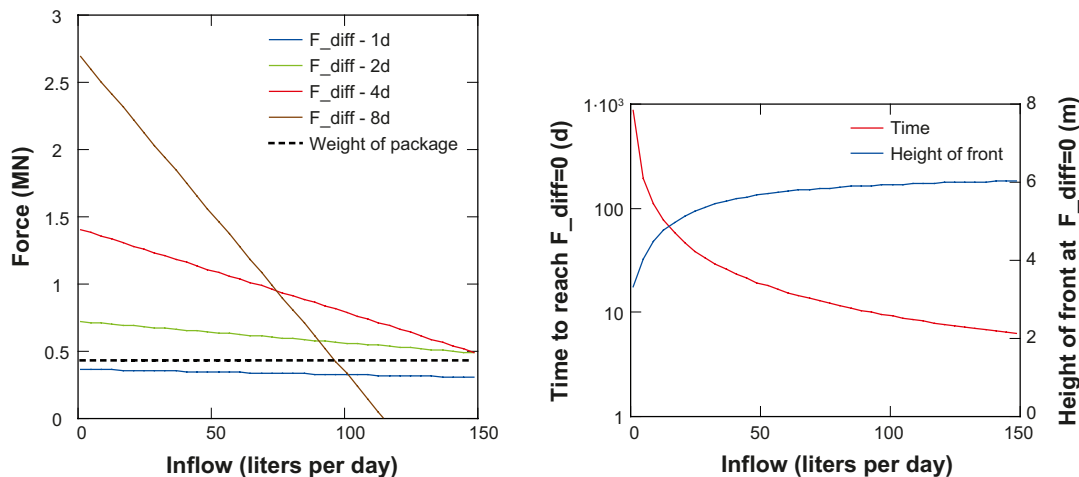 3
2.5
2
1.5
1
0.5
0
Force (MN)
F_diff - 1d
F_diff - 2d
F_diff - 4d
F_diff - 8d
Weight of package
0
50
100
150
Inflow (liters per day)
1·10³
100
10
1
Time to reach F_diff=0 (d)
Time
Height of front
8
6
4
2
0
Height of front at F_diff=0 (m)
0
50
100
150
Inflow (liters per day)